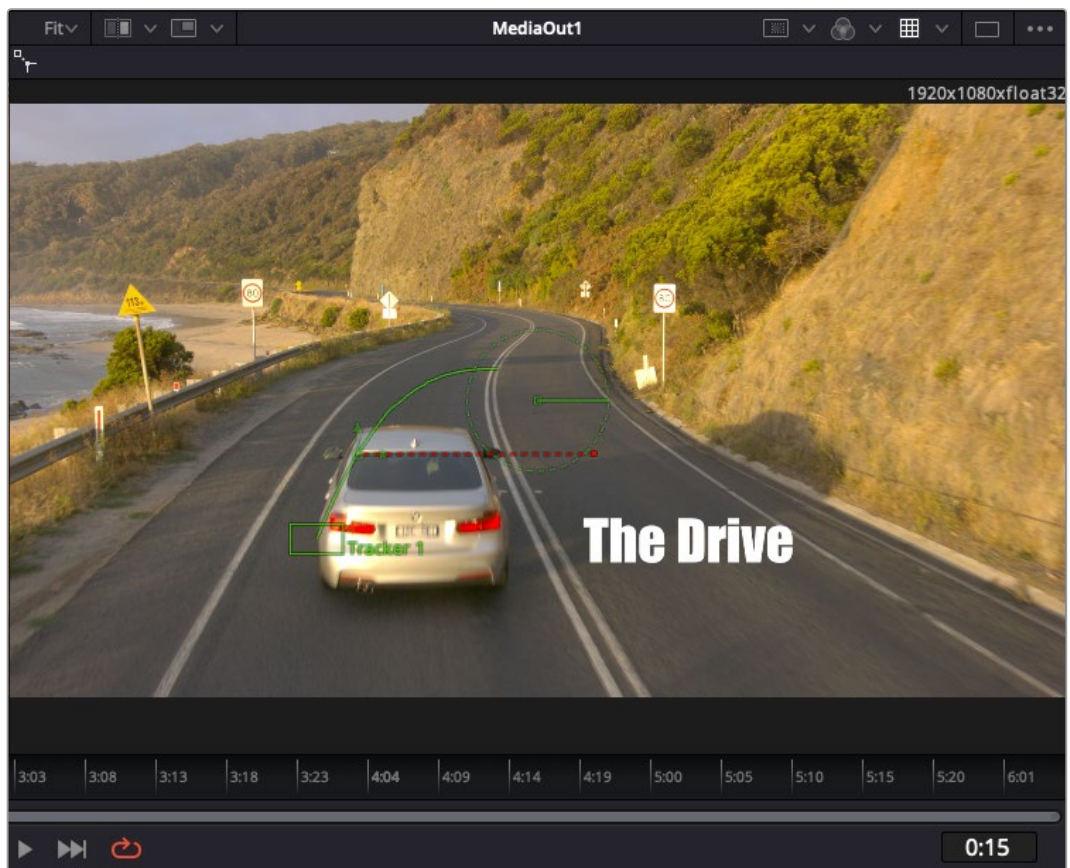 Fit
MediaOut1
1920x1080xfloat32
80
80
Tracker 1
The Drive
3:03 3:08 3:13 3:18 3:23 4:04 4:09 4:14 4:19 5:00 5:05 5:10 5:15 5:20 6:01
0:15